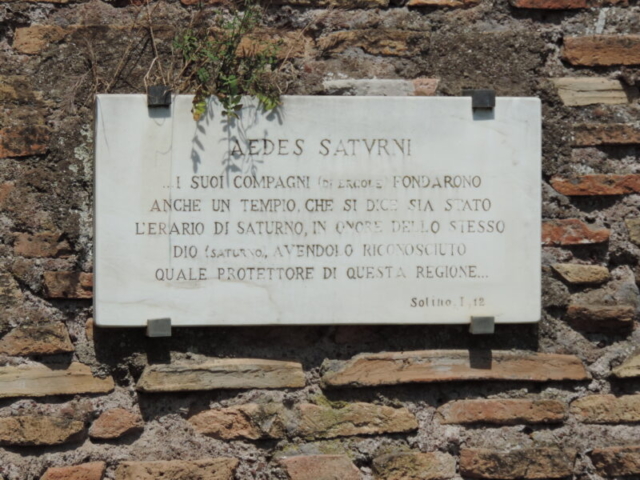 AEDES SATVRNI
...I SUOI COMPAGNI (DI ERCOLE) FONDARONO
ANCHE UN TEMPIO, CHE SI DICE SIA STATO
L'ERARIO DI SATURNO, IN ONORE DELLO STESSO
DIO (SATURNO), AVENDOLO RICONOSCIUTO
QUALE PROTETTORE DI QUESTA REGIONE...
Solino. I, 12